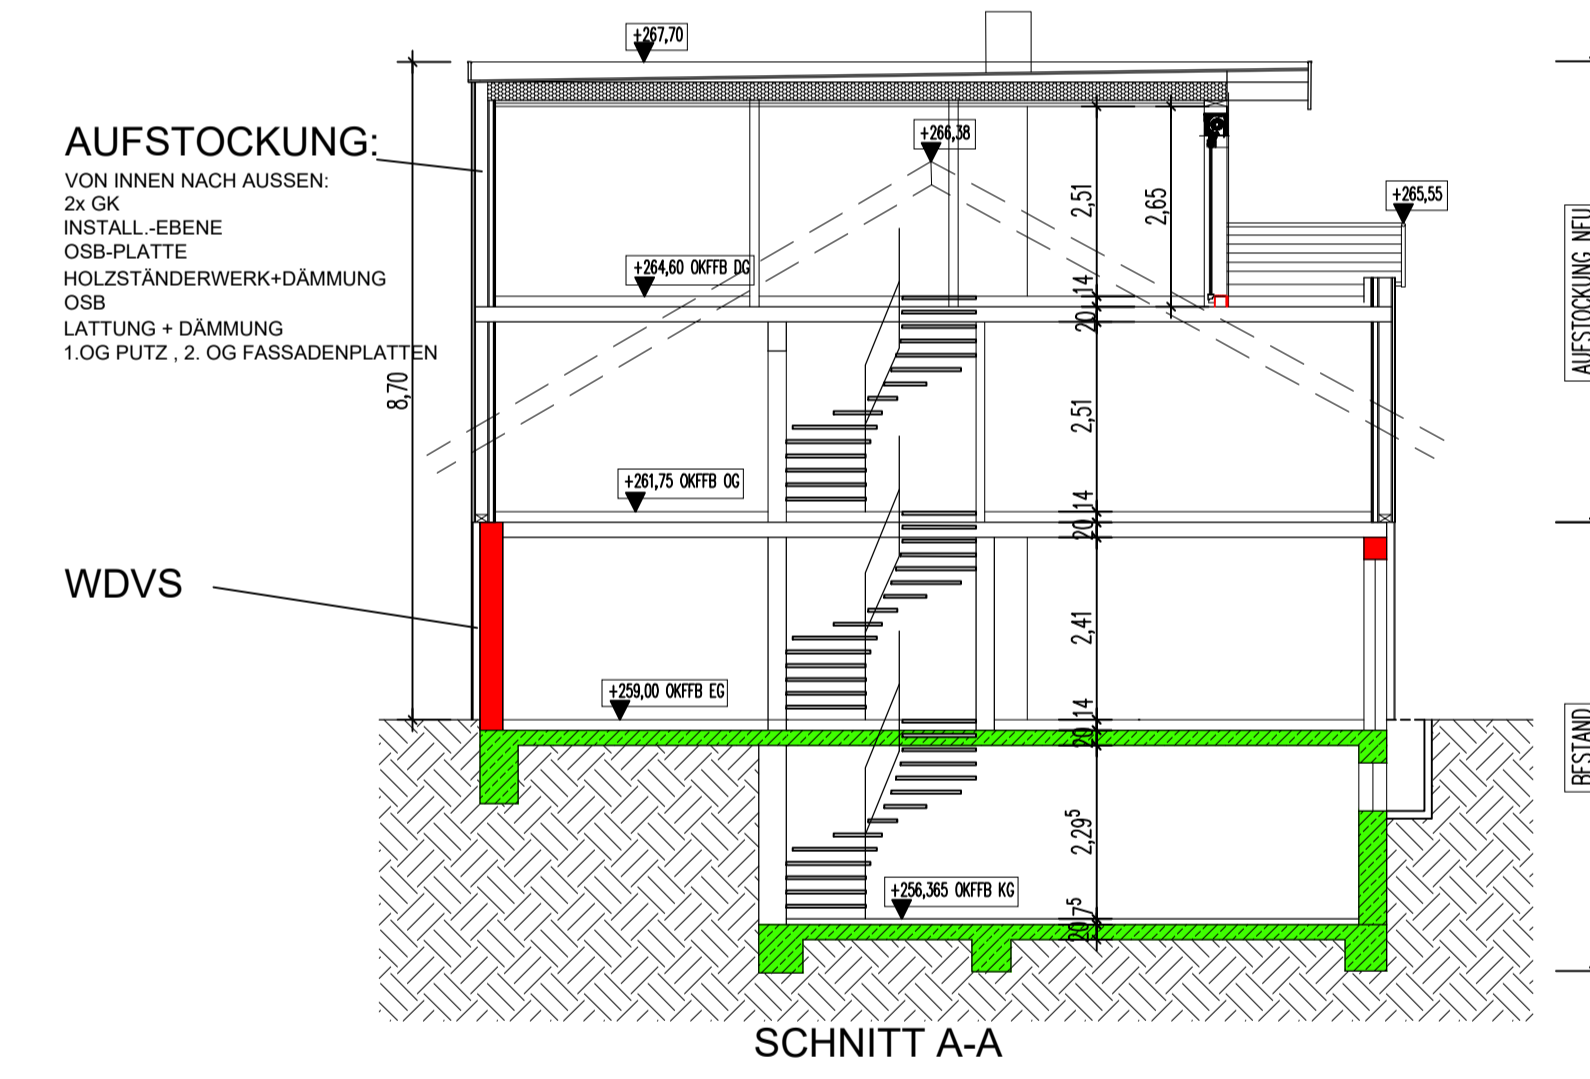 +267,70
AUFSTOCKUNG:
VON INNEN NACH AUSSEN:
2x GK
INSTALL.-EBENE
OSB-PLATTE
HOLZSTÄNDERWERK+DÄMMUNG
OSB
LATTUNG + DÄMMUNG
1.OG PUTZ , 2. OG FASSADENPLATTEN
8,70
+266,38
2,51
2,65
+265,55
AUFSTOCKUNG NEU
+264,60 OKFFB DG
14
20
2,51
+261,75 OKFFB OG
14
20
WDVS
2,41
+259,00 OKFFB EG
14
20
BESTAND
2,29⁵
+256,365 OKFFB KG
7⁵
20
SCHNITT A-A